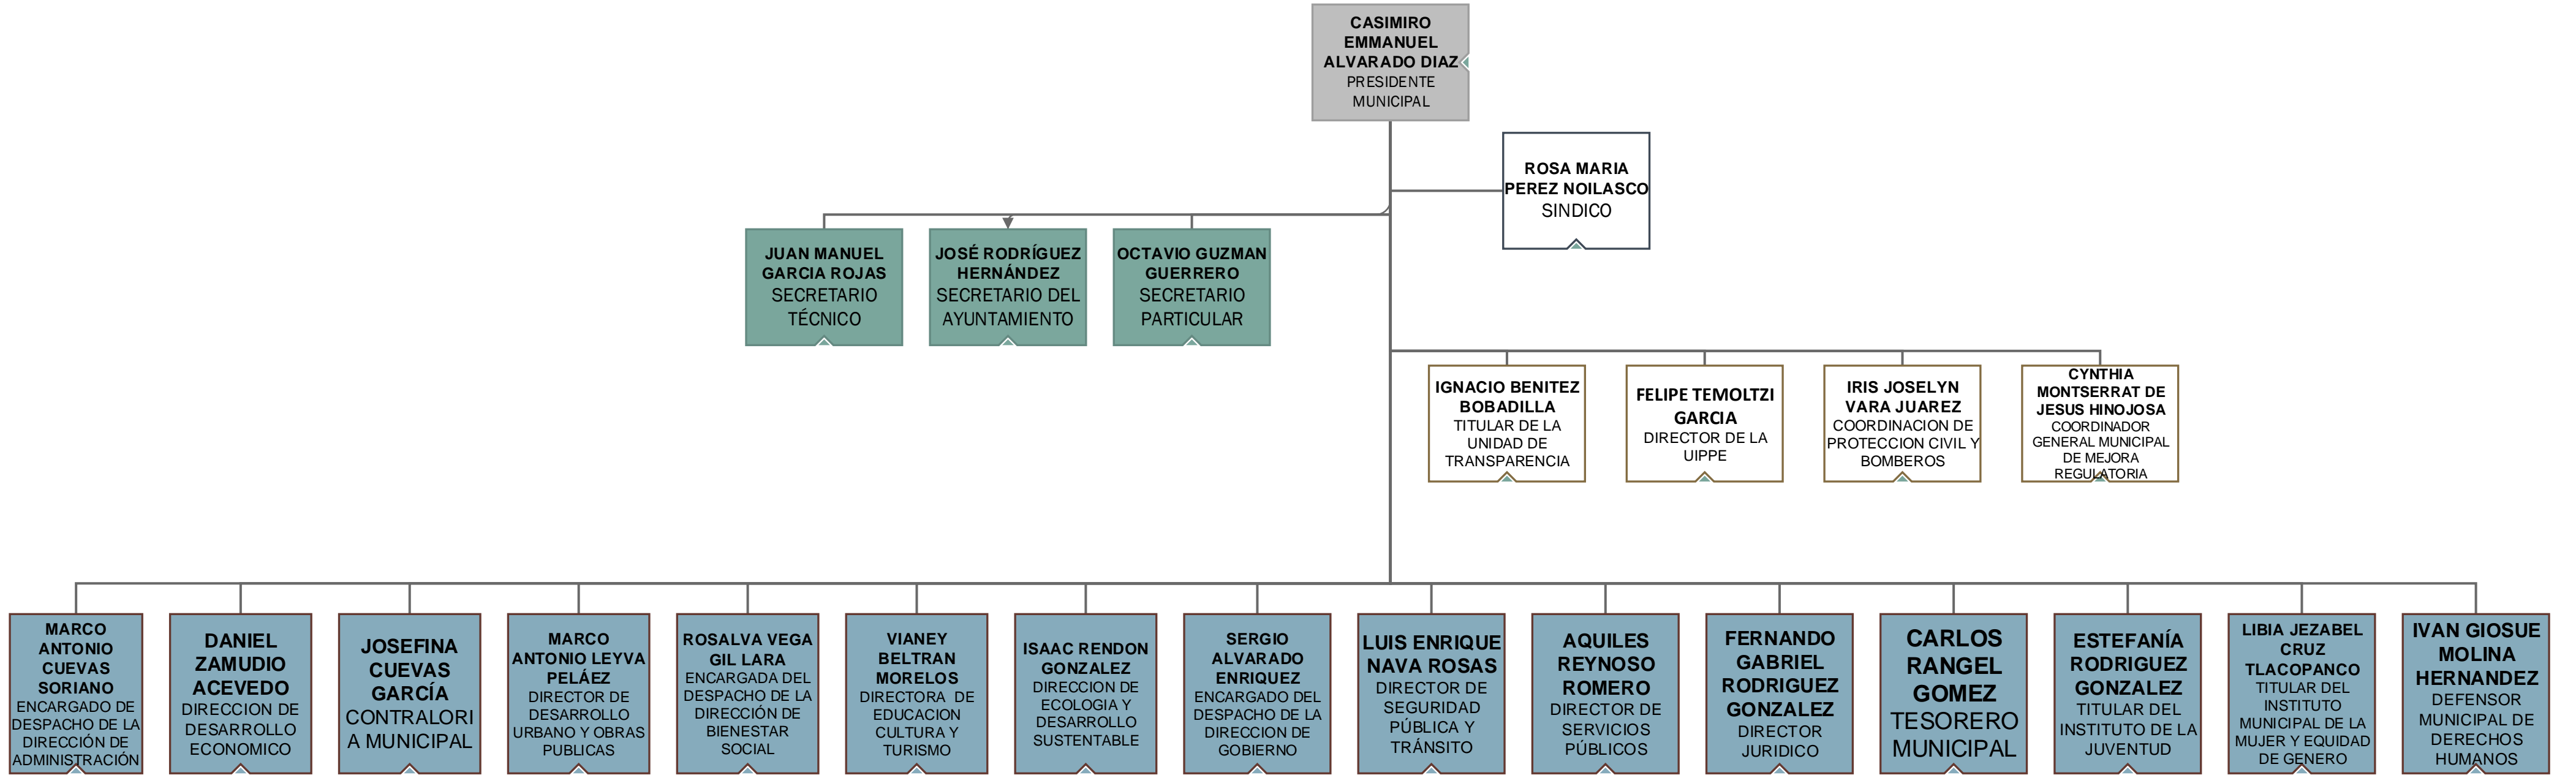 CASIMIRO
EMMANUEL
ALVARADO DIAZ
PRESIDENTE
MUNICIPAL
ROSA MARIA
PEREZ NOILASCO
SINDICO
JUAN MANUEL
GARCIA ROJAS
SECRETARIO
TÉCNICO
JOSÉ RODRÍGUEZ
HERNÁNDEZ
SECRETARIO DEL
AYUNTAMIENTO
OCTAVIO GUZMAN
GUERRERO
SECRETARIO
PARTICULAR
IGNACIO BENITEZ
BOBADILLA
TITULAR DE LA
UNIDAD DE
TRANSPARENCIA
FELIPE TEMOLTZI
GARCIA
DIRECTOR DE LA
UIPPE
IRIS JOSELYN
VARA JUAREZ
COORDINACION DE
PROTECCION CIVIL Y
BOMBEROS
CYNTHIA
MONTSERRAT DE
JESUS HINOJOSA
COORDINADOR
GENERAL MUNICIPAL
DE MEJORA
REGULATORIA
MARCO
ANTONIO
CUEVAS
SORIANO
ENCARGADO DE
DESPACHO DE LA
DIRECCIÓN DE
ADMINISTRACIÓN
DANIEL
ZAMUDIO
ACEVEDO
DIRECCION DE
DESARROLLO
ECONOMICO
JOSEFINA
CUEVAS
GARCÍA
CONTRALORI
A MUNICIPAL
MARCO
ANTONIO LEYVA
PELÁEZ
DIRECTOR DE
DESARROLLO
URBANO Y OBRAS
PUBLICAS
ROSALVA VEGA
GIL LARA
ENCARGADA DEL
DESPACHO DE LA
DIRECCIÓN DE
BIENESTAR
SOCIAL
VIANEY
BELTRAN
MORELOS
DIRECTORA DE
EDUCACION
CULTURA Y
TURISMO
ISAAC RENDON
GONZALEZ
DIRECCION DE
ECOLOGIA Y
DESARROLLO
SUSTENTABLE
SERGIO
ALVARADO
ENRIQUEZ
ENCARGADO DEL
DESPACHO DE LA
DIRECCION DE
GOBIERNO
LUIS ENRIQUE
NAVA ROSAS
DIRECTOR DE
SEGURIDAD
PÚBLICA Y
TRÁNSITO
AQUILES
REYNOSO
ROMERO
DIRECTOR DE
SERVICIOS
PÚBLICOS
FERNANDO
GABRIEL
RODRIGUEZ
GONZALEZ
DIRECTOR
JURIDICO
CARLOS
RANGEL
GOMEZ
TESORERO
MUNICIPAL
ESTEFANÍA
RODRIGUEZ
GONZALEZ
TITULAR DEL
INSTITUTO DE LA
JUVENTUD
LIBIA JEZABEL
CRUZ
TLACOPANCO
TITULAR DEL
INSTITUTO
MUNICIPAL DE LA
MUJER Y EQUIDAD
DE GENERO
IVAN GIOSUE
MOLINA
HERNANDEZ
DEFENSOR
MUNICIPAL DE
DERECHOS
HUMANOS